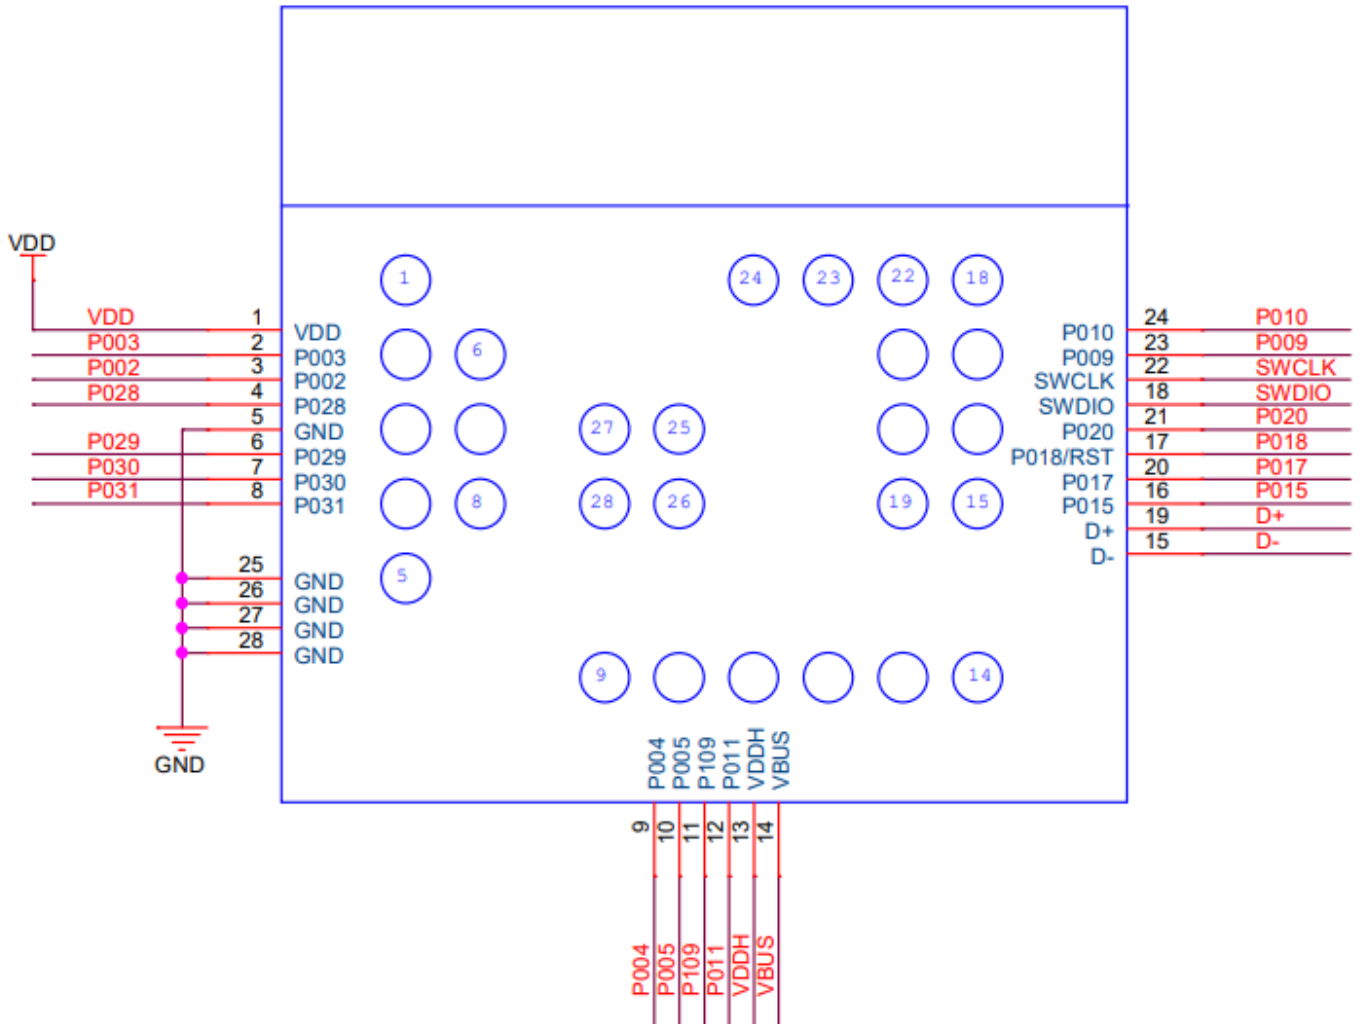 VDD
VDD 1 VDD
P003 2 P003
P002 3 P002
P028 4 P028
5 GND
P029 6 P029
P030 7 P030
P031 8 P031
25 GND
26 GND
27 GND
28 GND
GND
1 24 23 22 18
6
27 25
8 28 26 19 15
5
9 14
P010 24 P010
P009 23 P009
SWCLK 22 SWCLK
SWDIO 18 SWDIO
P020 21 P020
P018/RST 17 P018
P017 20 P017
P015 16 P015
D+ 19 D+
D- 15 D-
P004 9 P004
P005 10 P005
P109 11 P109
P011 12 P011
VDDH 13 VDDH
VBUS 14 VBUS